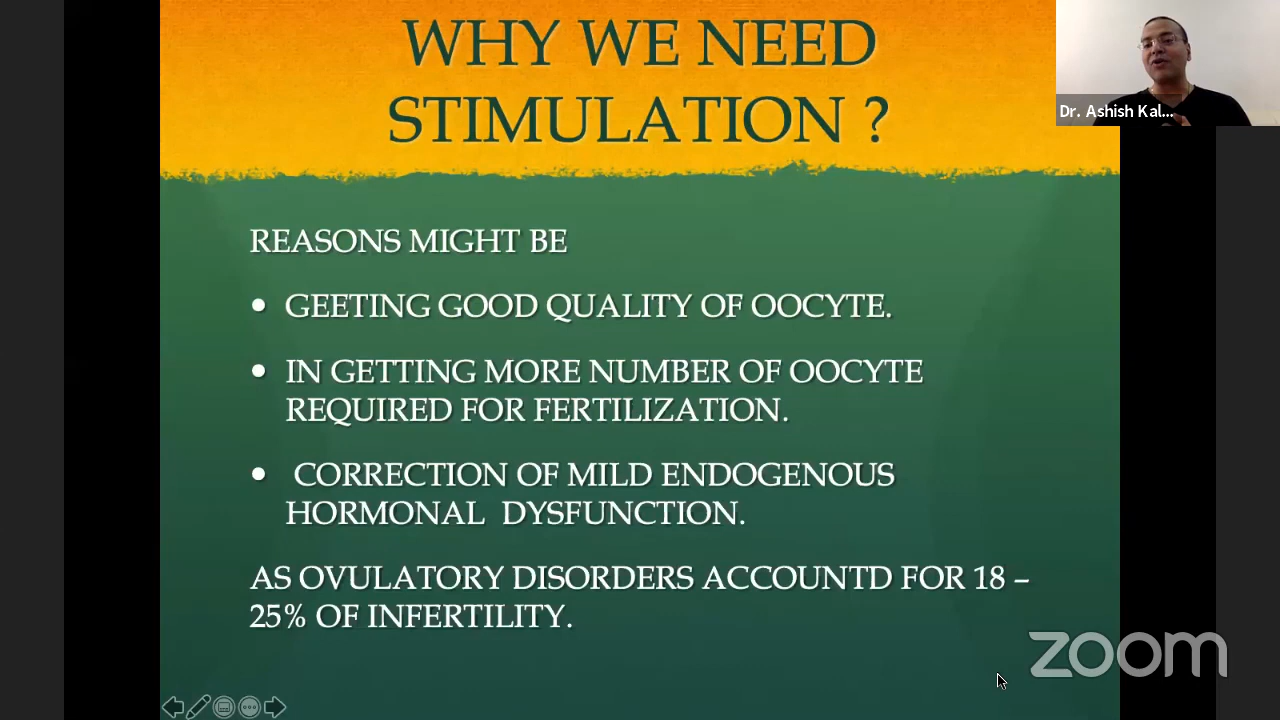 WHY WE NEED
STIMULATION ?
Dr. Ashish Kal...
REASONS MIGHT BE
• GEETING GOOD QUALITY OF OOCYTE.
• IN GETTING MORE NUMBER OF OOCYTE
REQUIRED FOR FERTILIZATION.
• CORRECTION OF MILD ENDOGENOUS
HORMONAL DYSFUNCTION.
AS OVULATORY DISORDERS ACCOUNTD FOR 18 –
25% OF INFERTILITY.
zoom